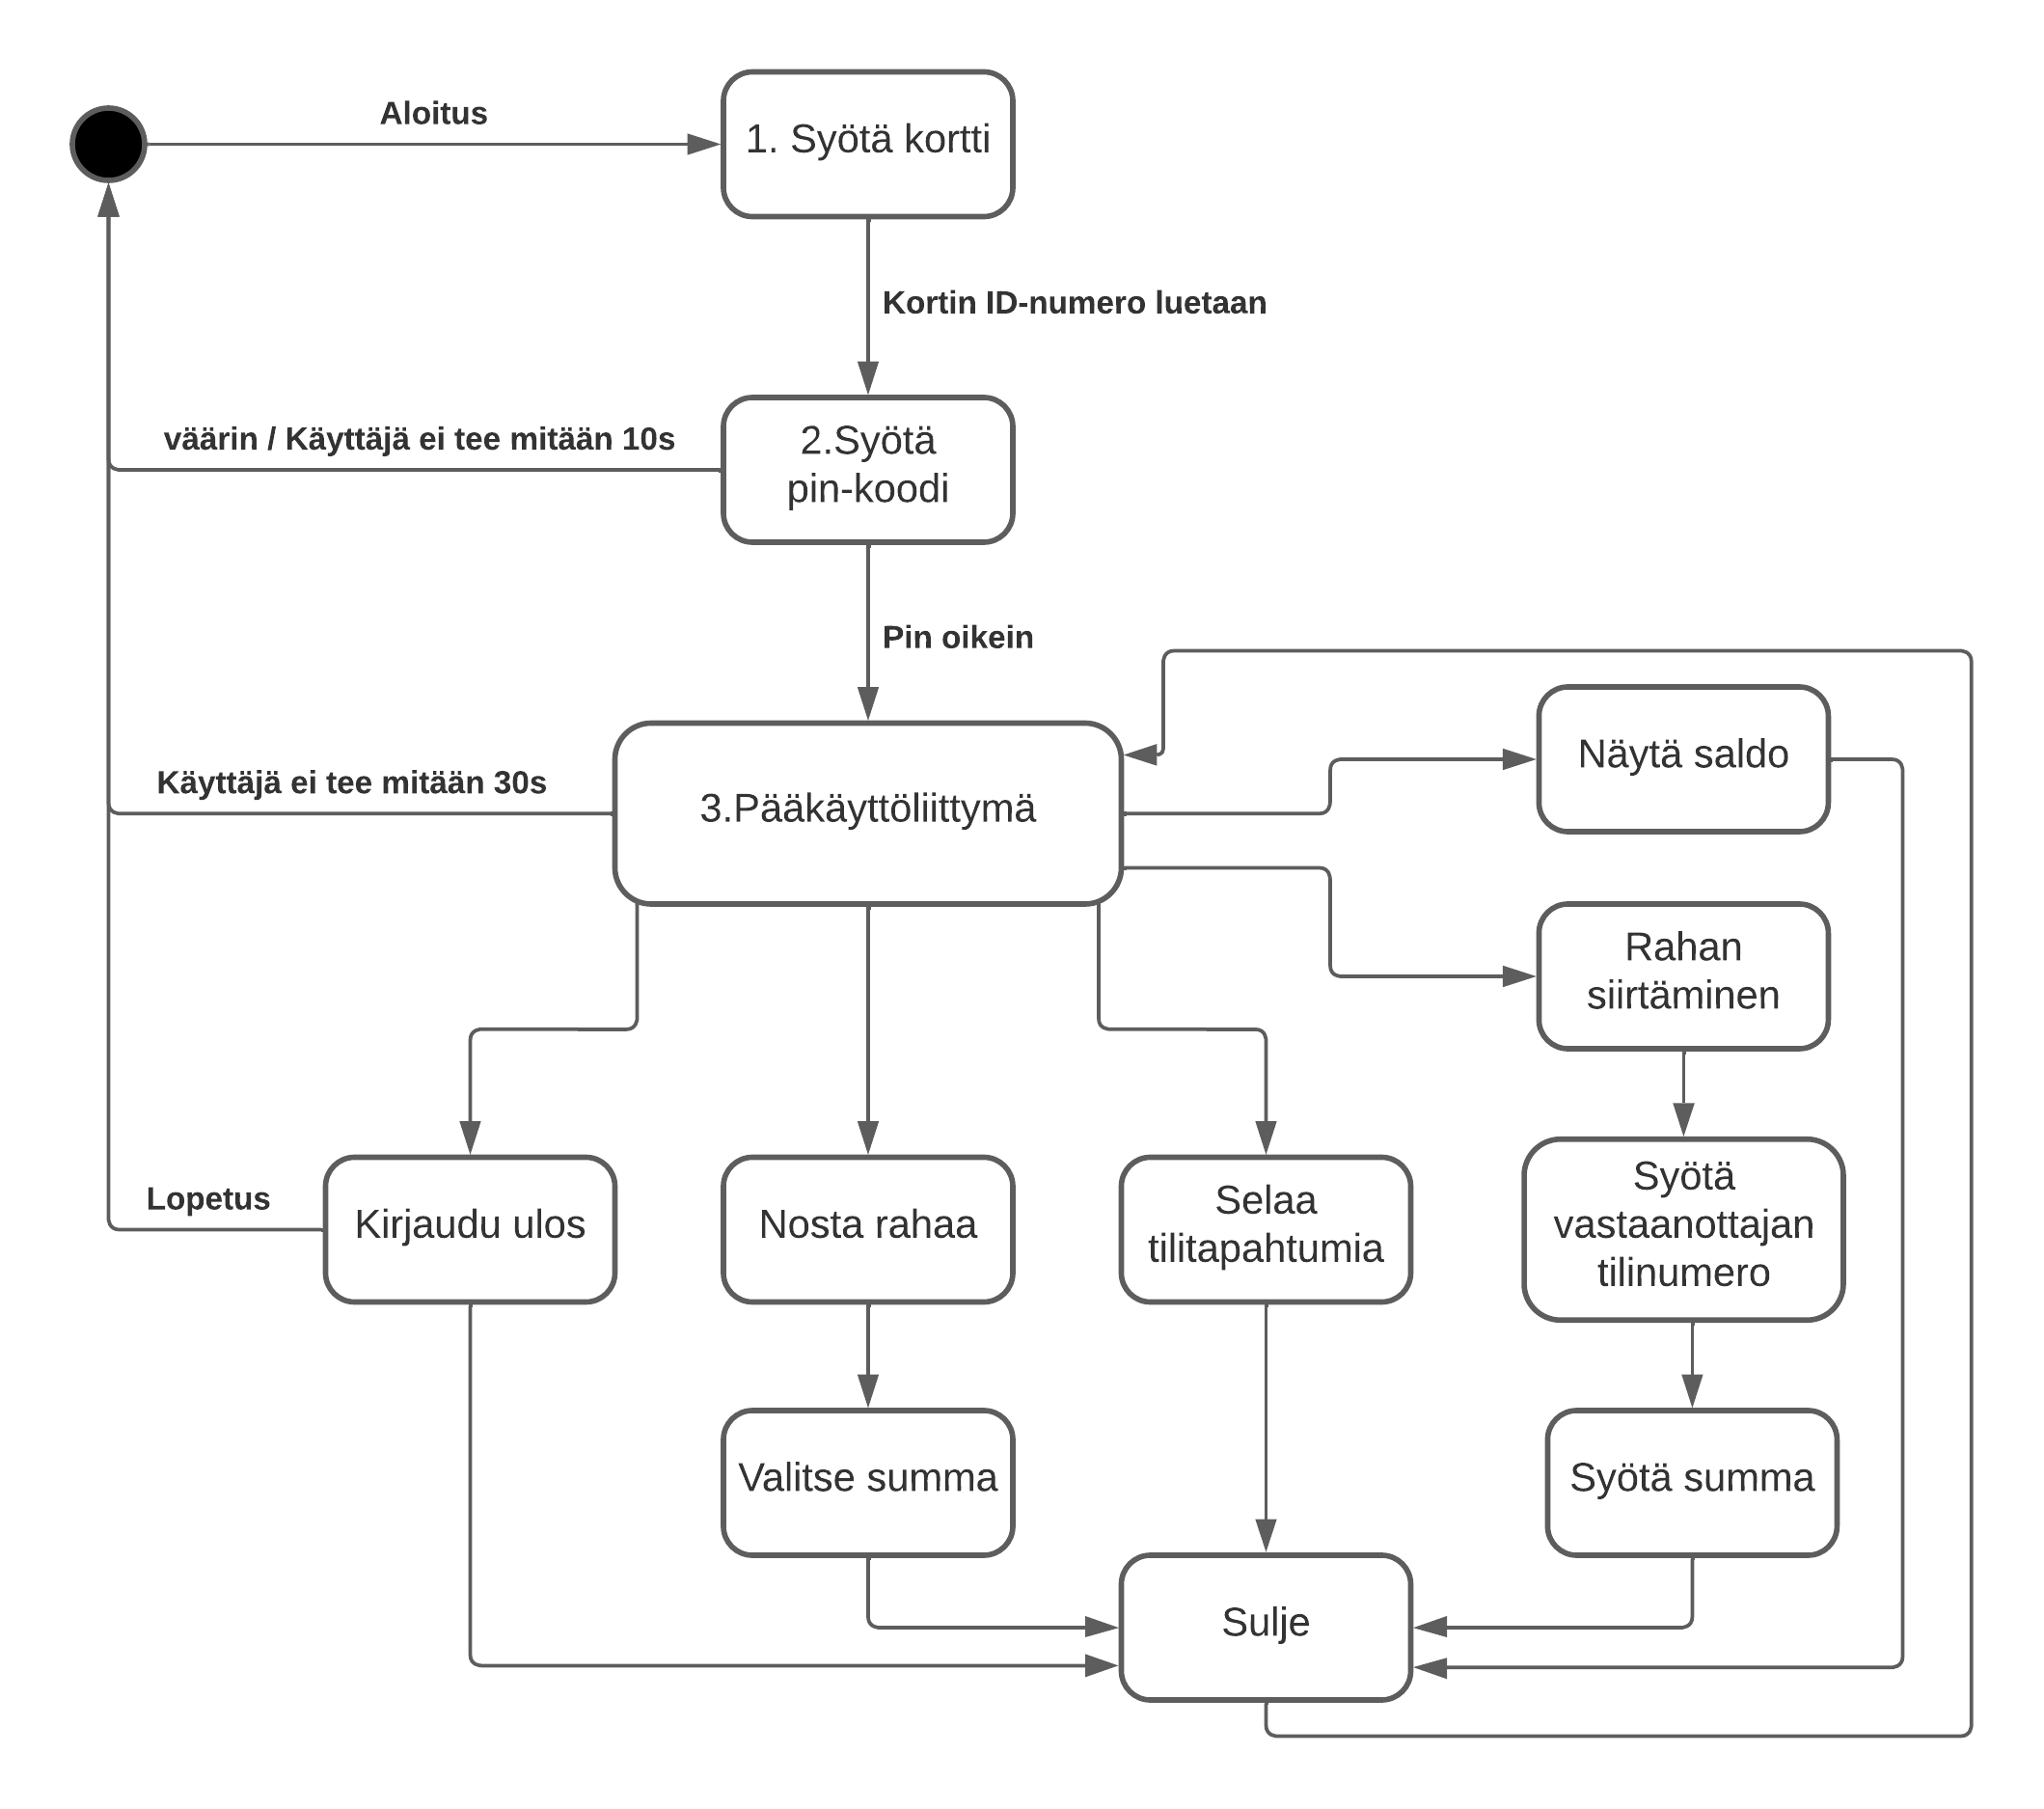 Aloitus
1. Syötä kortti
Kortin ID-numero luetaan
väärin / Käyttäjä ei tee mitään 10s
2.Syötä
pin-koodi
Pin oikein
Käyttäjä ei tee mitään 30s
3.Pääkäyttöliittymä
Näytä saldo
Rahan
siirtäminen
Lopetus
Kirjaudu ulos
Nosta rahaa
Selaa
tilitapahtumia
Syötä
vastaanottajan
tilinumero
Valitse summa
Syötä summa
Sulje